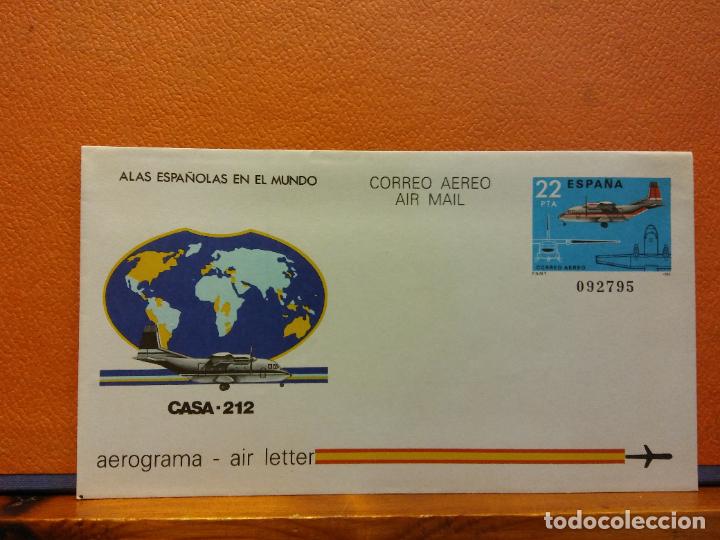 ALAS ESPAÑOLAS EN EL MUNDO
CORREO AEREO
AIR MAIL
22 ESPAÑA
PTA
CORREO AEREO
F.N.M.T.
092795
CASA·212
aerograma - air letter
todocoleccion.net